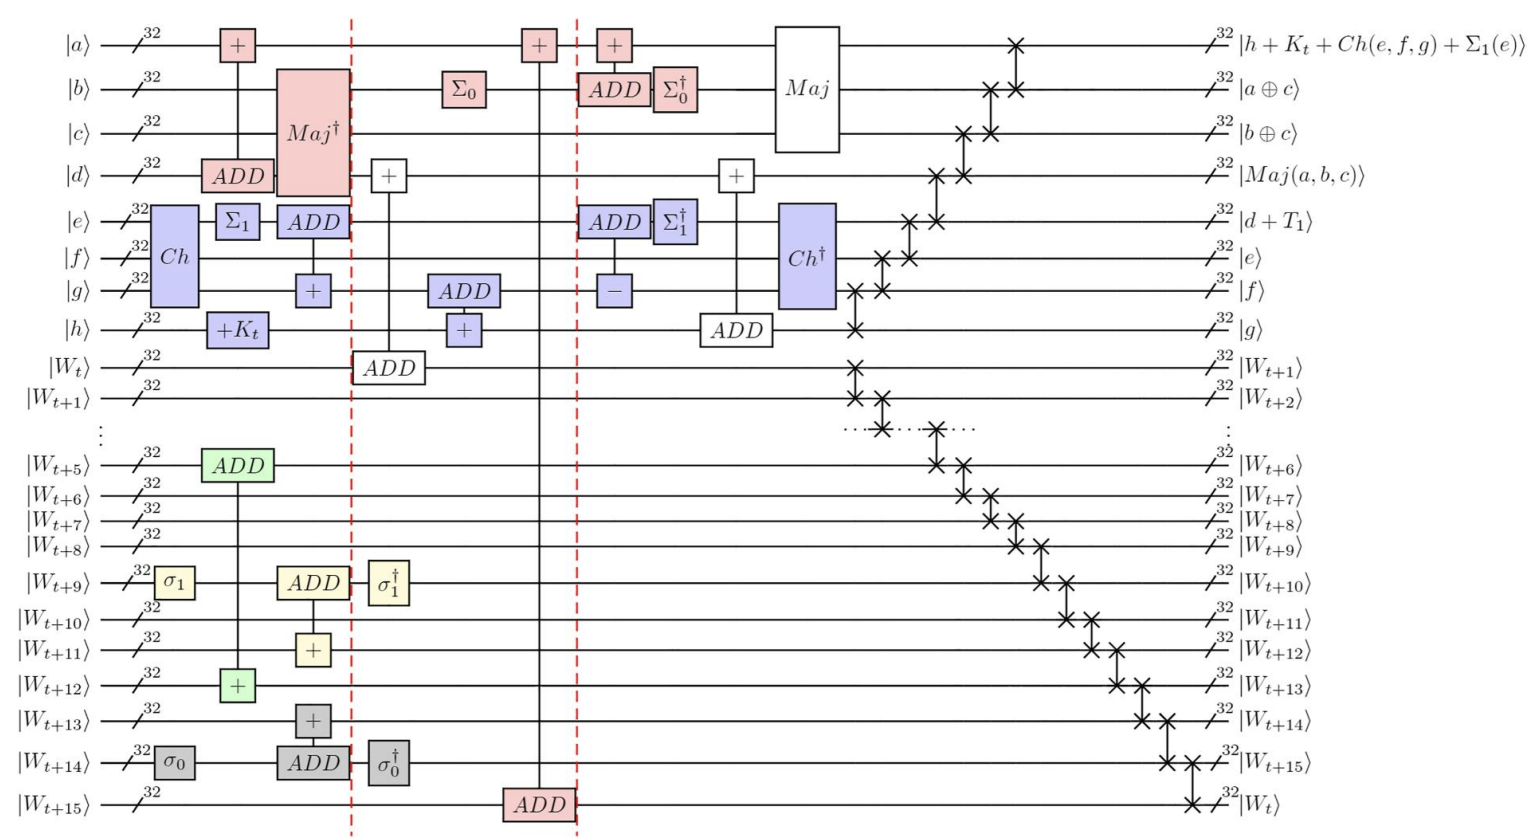 |a⟩ 32 + + + 32 |h + K_t + Ch(e, f, g) + Σ_1(e)⟩
|b⟩ 32 Σ_0 ADD Σ_0^† Maj 32 |a ⊕ c⟩
|c⟩ 32 Maj^† 32 |b ⊕ c⟩
|d⟩ 32 ADD + + 32 |Maj(a, b, c)⟩
|e⟩ 32 Σ_1 ADD ADD Σ_1^† 32 |d + T_1⟩
|f⟩ 32 Ch Ch^† 32 |e⟩
|g⟩ 32 + ADD − 32 |f⟩
|h⟩ 32 +K_t + ADD 32 |g⟩
|W_t⟩ 32 ADD 32 |W_{t+1}⟩
|W_{t+1}⟩ 32 32 |W_{t+2}⟩
⋮ ⋮
|W_{t+5}⟩ 32 ADD 32 |W_{t+6}⟩
|W_{t+6}⟩ 32 32 |W_{t+7}⟩
|W_{t+7}⟩ 32 32 |W_{t+8}⟩
|W_{t+8}⟩ 32 32 |W_{t+9}⟩
|W_{t+9}⟩ 32 σ_1 ADD σ_1^† 32 |W_{t+10}⟩
|W_{t+10}⟩ 32 32 |W_{t+11}⟩
|W_{t+11}⟩ 32 + 32 |W_{t+12}⟩
|W_{t+12}⟩ 32 + 32 |W_{t+13}⟩
|W_{t+13}⟩ 32 + 32 |W_{t+14}⟩
|W_{t+14}⟩ 32 σ_0 ADD σ_0^† 32 |W_{t+15}⟩
|W_{t+15}⟩ 32 ADD 32 |W_t⟩